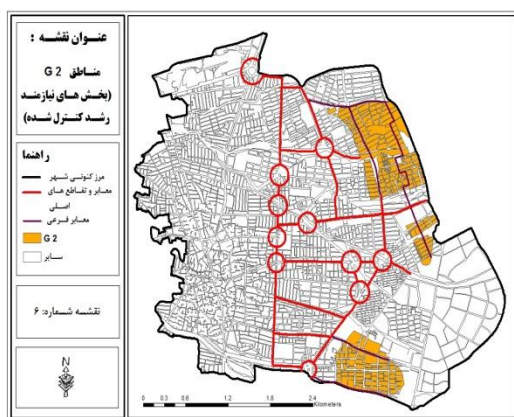 عنوان نقشه :
مناطق G 2
(بخش های نیازمند
رشد کنترل شده)
راهنما
مرز کنونی شهر
معابر و تقاطع های
اصلی
معابر فرعی
G 2
سایر
نقشه شماره: ۶
N
0 0.3 0.6 1.2 1.8 2.4
Kilometers